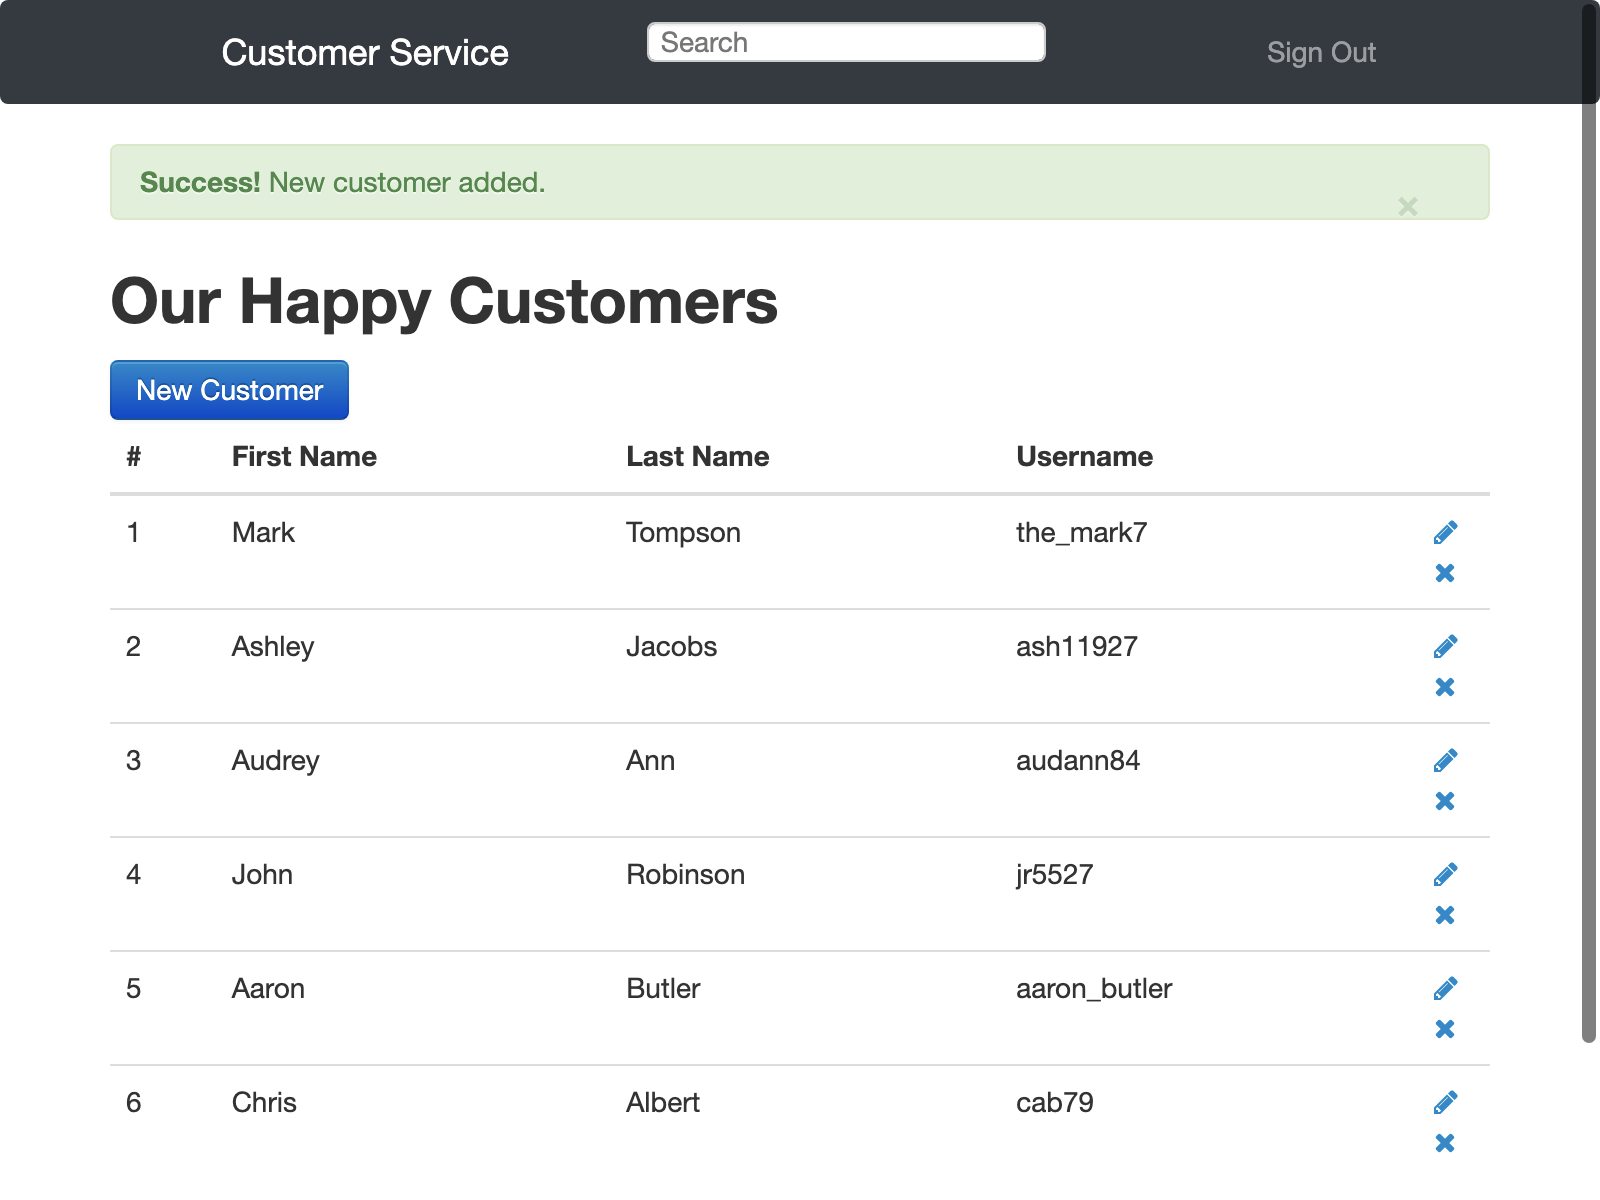 Customer Service Search Sign Out
Success! New customer added.
Our Happy Customers
New Customer
# First Name Last Name Username
1 Mark Tompson the_mark7
2 Ashley Jacobs ash11927
3 Audrey Ann audann84
4 John Robinson jr5527
5 Aaron Butler aaron_butler
6 Chris Albert cab79